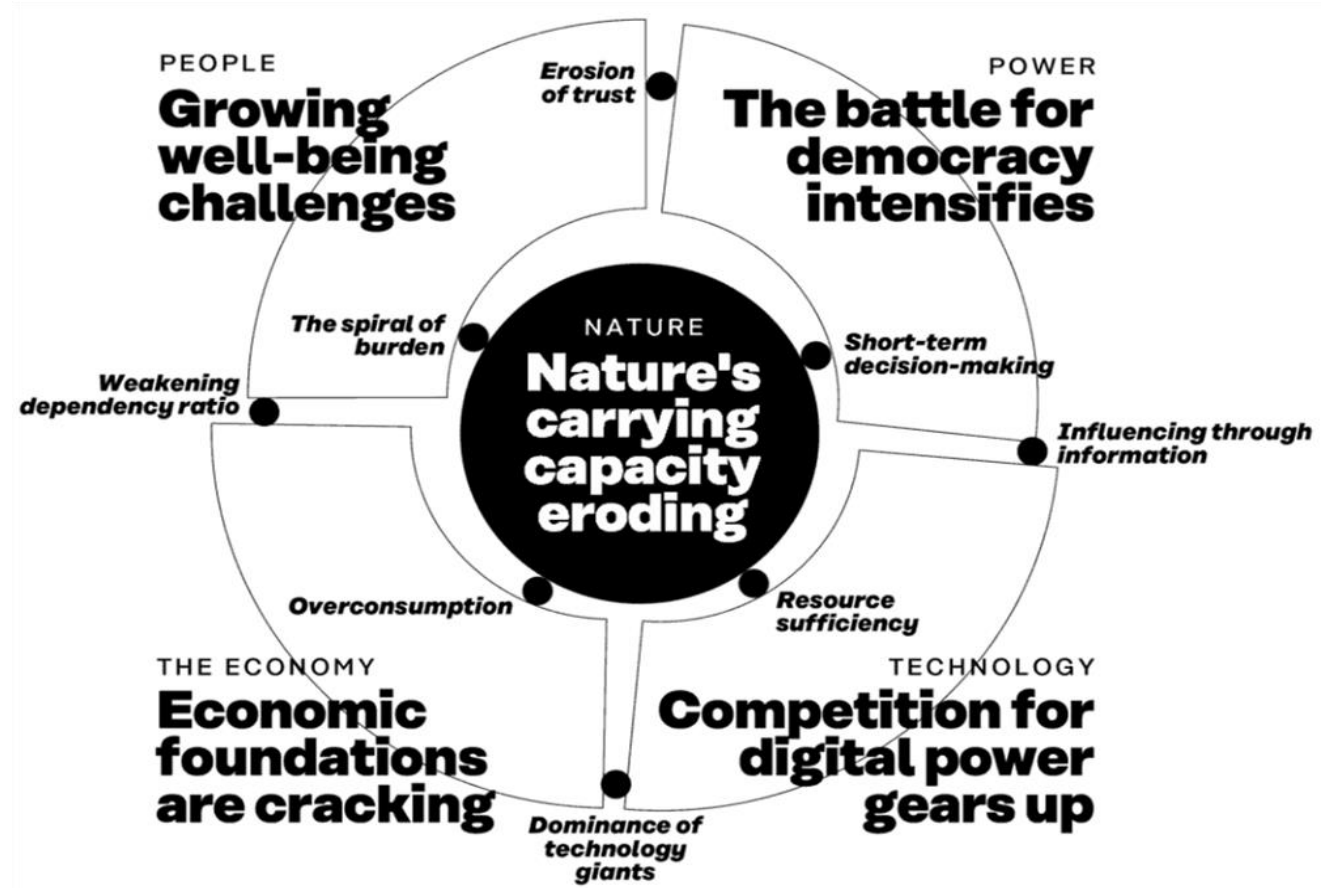 PEOPLE
Growing
well-being
challenges
Erosion
of trust
POWER
The battle for
democracy
intensifies
The spiral of
burden
Weakening
dependency ratio
NATURE
Nature's
carrying
capacity
eroding
Short-term
decision-making
Influencing through
information
Overconsumption
Resource
sufficiency
THE ECONOMY
Economic
foundations
are cracking
TECHNOLOGY
Competition for
digital power
gears up
Dominance of
technology
giants